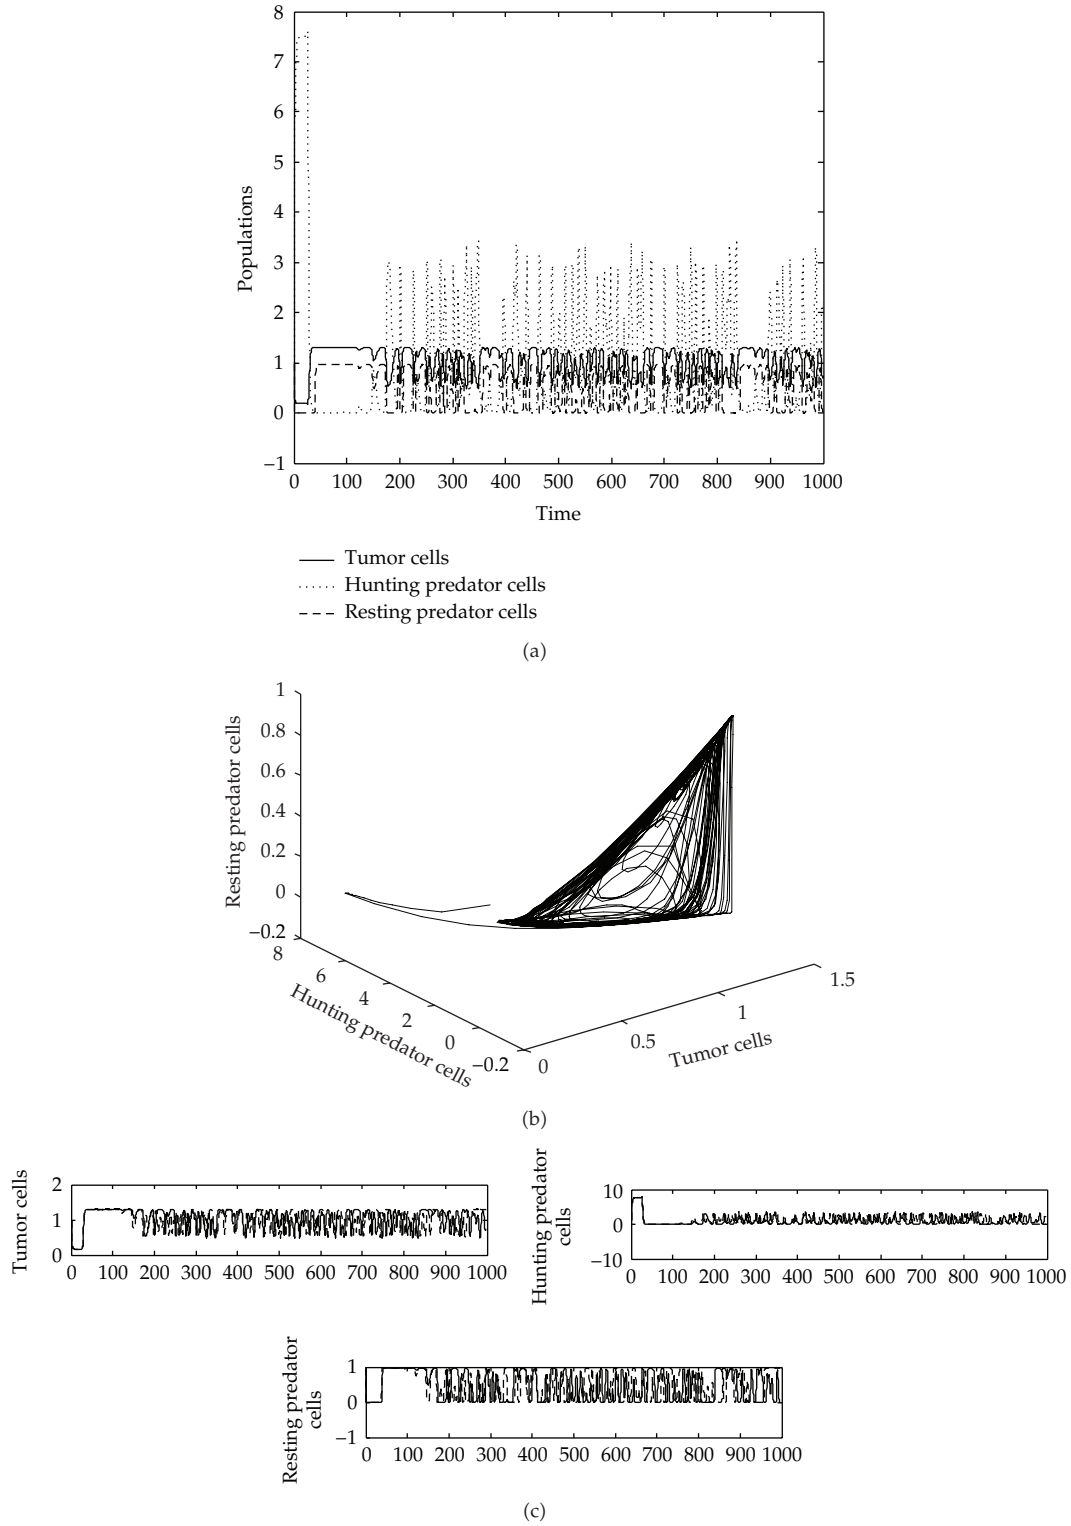 8
7
6
5
4
3
2
1
0
−1
Populations
0 100 200 300 400 500 600 700 800 900 1000
Time
Tumor cells
Hunting predator cells
Resting predator cells
(a)
1
0.8
0.6
0.4
0.2
0
−0.2
Resting predator cells
8
6
4
2
0
−0.2
Hunting predator cells
0
0.5
1
1.5
Tumor cells
(b)
2
1
0
Tumor cells
0 100 200 300 400 500 600 700 800 900 1000
10
0
−10
Hunting predator
cells
0 100 200 300 400 500 600 700 800 900 1000
1
0
−1
Resting predator
cells
0 100 200 300 400 500 600 700 800 900 1000
(c)